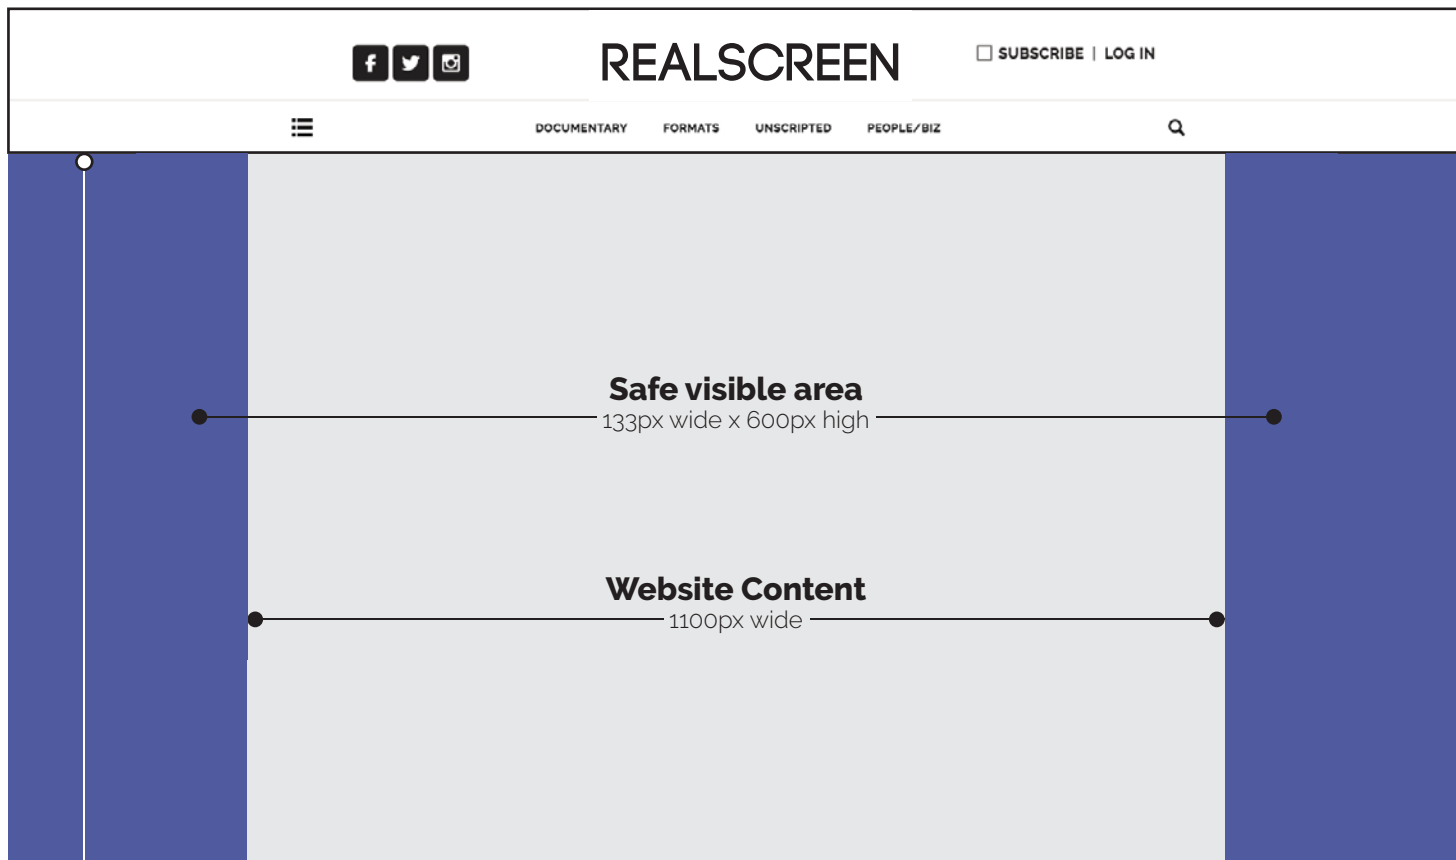 REALSCREEN
SUBSCRIBE | LOG IN
DOCUMENTARY FORMATS UNSCRIPTED PEOPLE/BIZ
Safe visible area
133px wide x 600px high
Website Content
1100px wide